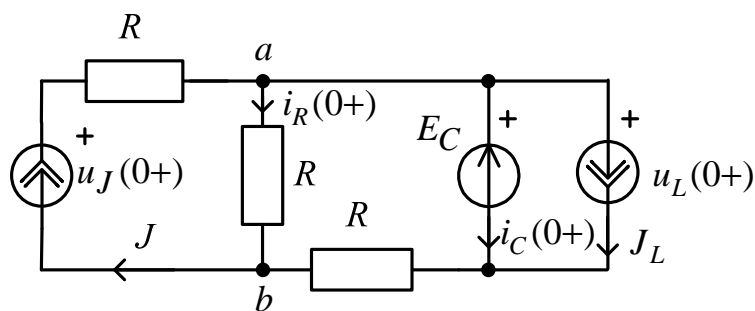 R
a
+
i_R(0+)
E_C
+
+
u_J(0+)
R
R
u_L(0+)
J
i_C(0+)
J_L
b